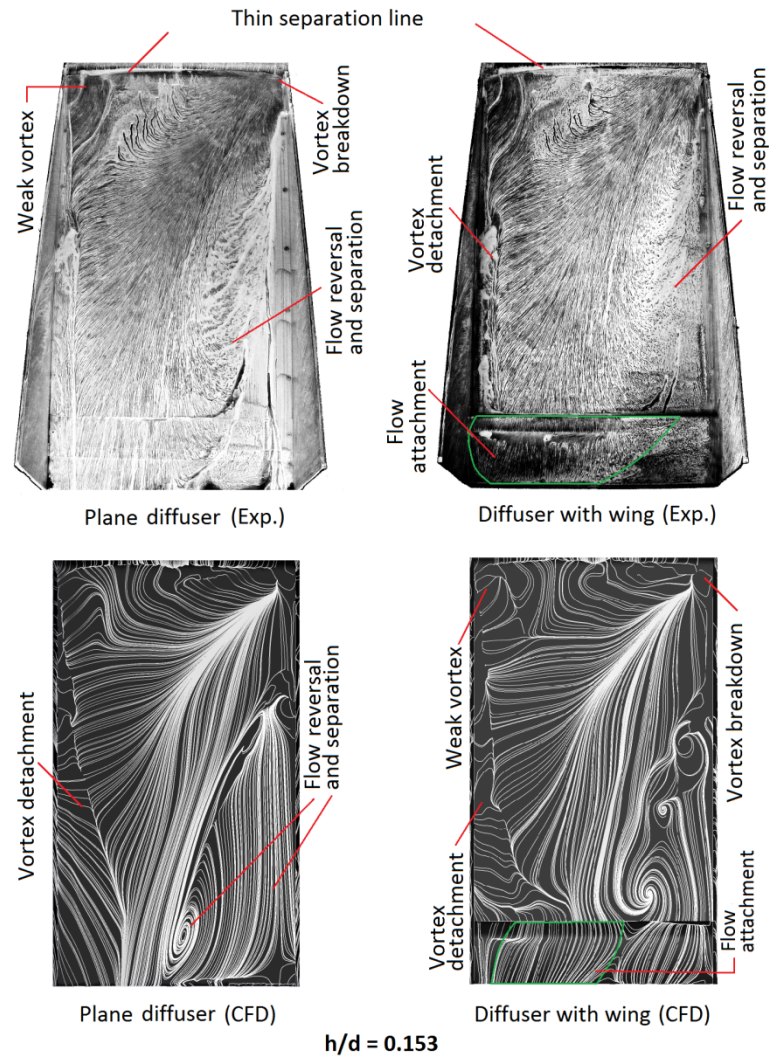 Thin separation line
Weak vortex
Vortex
breakdown
Flow reversal
and separation
Plane diffuser (Exp.)
Vortex
detachment
Flow
attachment
Flow reversal
and separation
Diffuser with wing (Exp.)
Vortex detachment
Flow reversal
and separation
Plane diffuser (CFD)
Weak vortex
Vortex
detachment
Vortex breakdown
Flow
attachment
Diffuser with wing (CFD)
h/d = 0.153